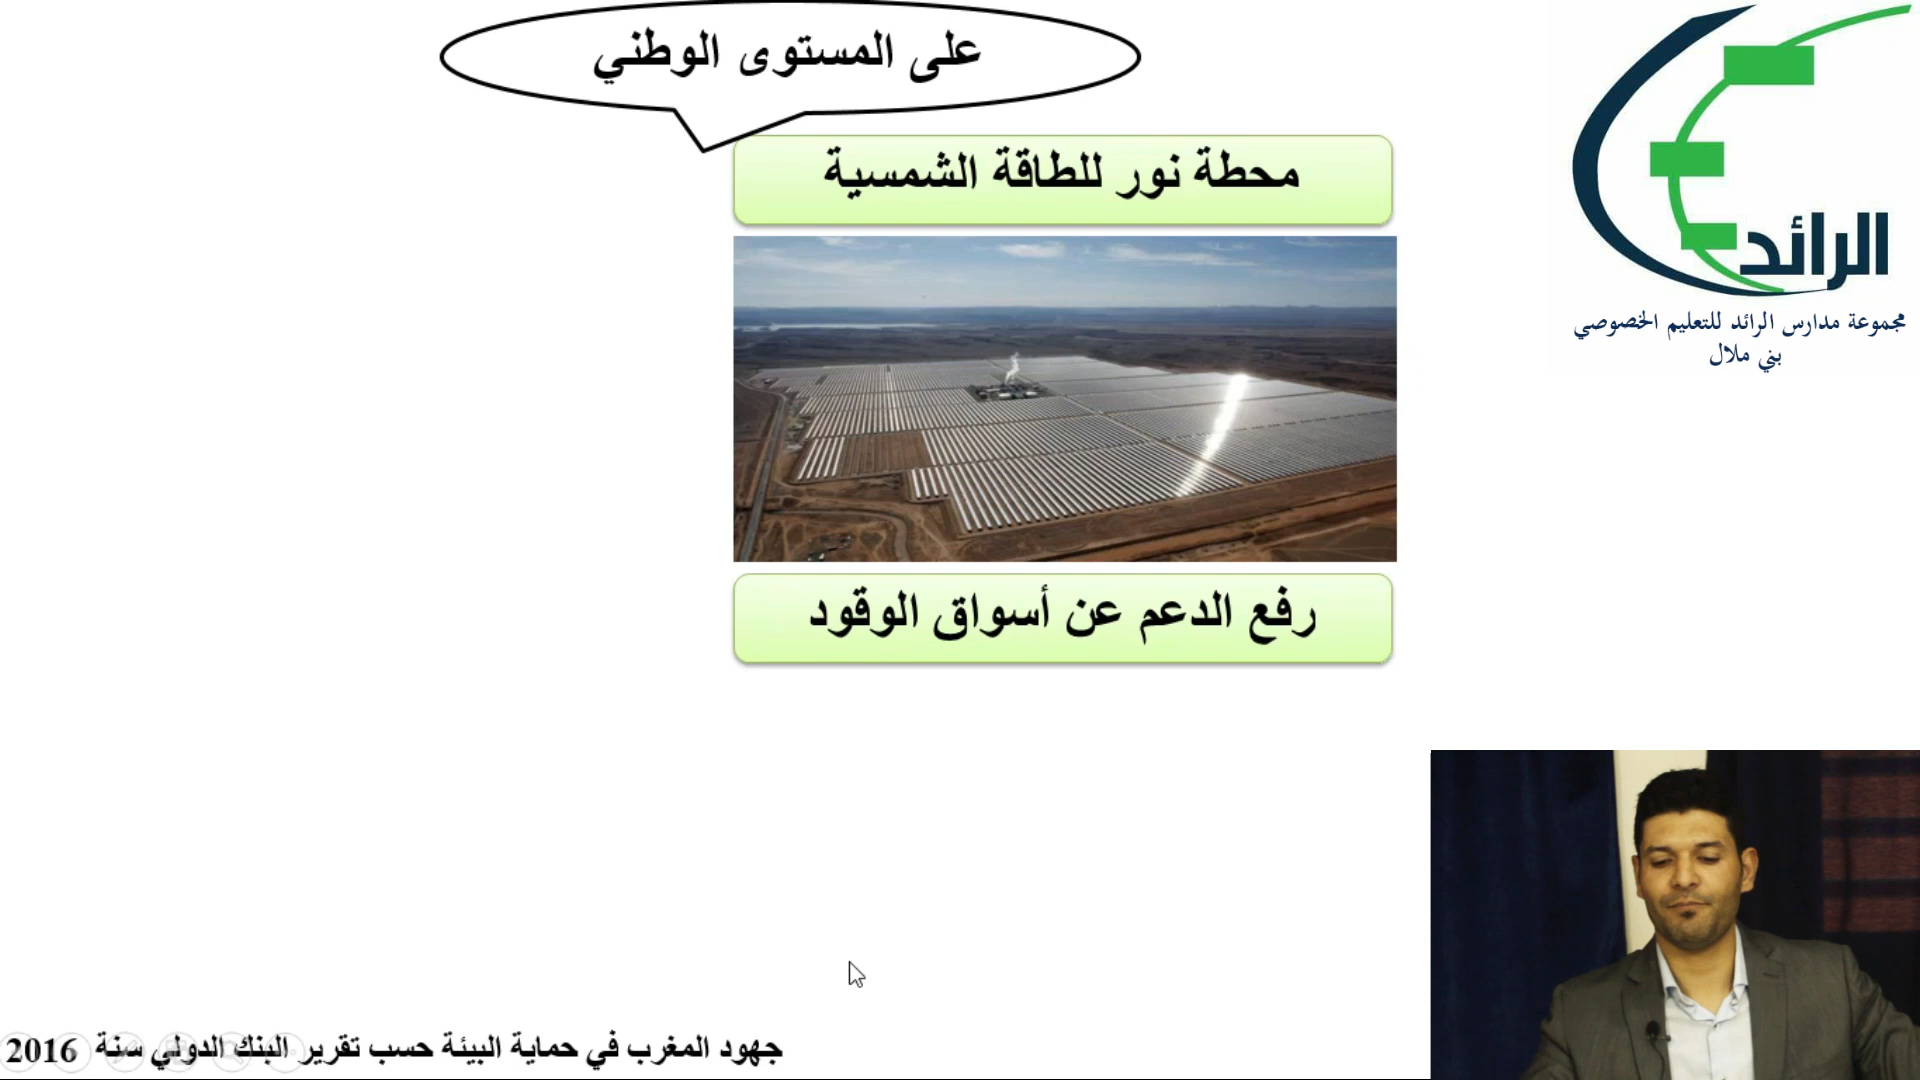 على المستوى الوطني
محطة نور للطاقة الشمسية
رفع الدعم عن أسواق الوقود
الرائد
مجموعة مدارس الرائد للتعليم الخصوصي
بني ملال
جهود المغرب في حماية البيئة حسب تقرير البنك الدولي سنة 2016